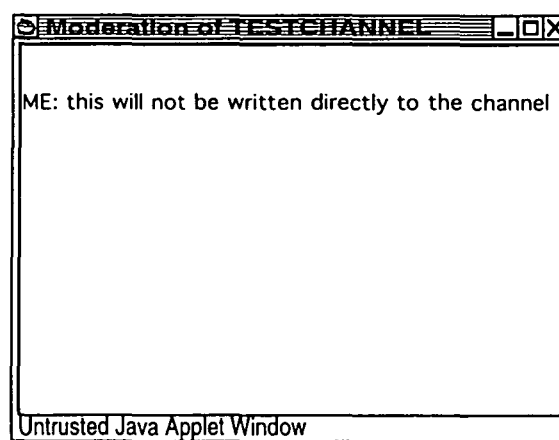 Moderation of TESTCHANNEL
ME: this will not be written directly to the channel
Untrusted Java Applet Window